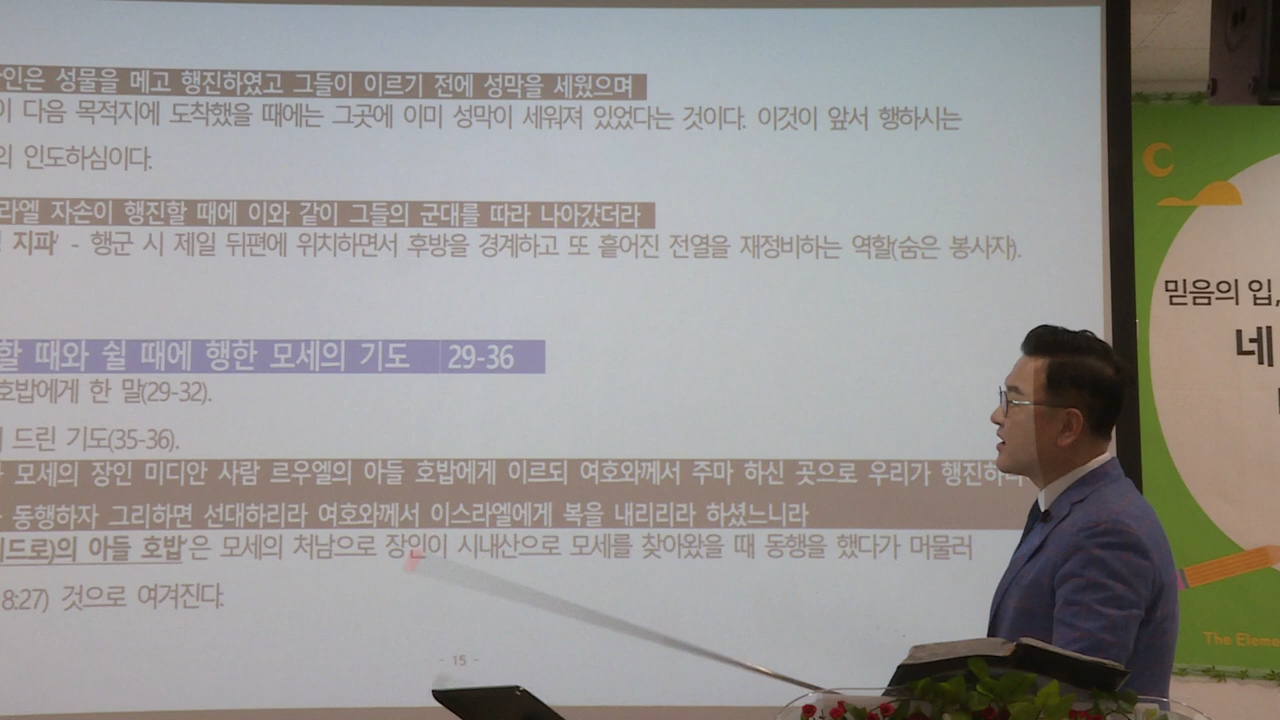 인은 성물을 메고 행진하였고 그들이 이르기 전에 성막을 세웠으며
이 다음 목적지에 도착했을 때에는 그곳에 이미 성막이 세워져 있었다는 것이다. 이것이 앞서 행하시는
의 인도하심이다.
라엘 자손이 행진할 때에 이와 같이 그들의 군대를 따라 나아갔더라
지파' - 행군 시 제일 뒤편에 위치하면서 후방을 경계하고 또 흩어진 전열을 재정비하는 역할(숨은 봉사자).
할 때와 쉴 때에 행한 모세의 기도 29-36
호밥에게 한 말(29-32).
드린 기도(35-36).
모세의 장인 미디안 사람 르우엘의 아들 호밥에게 이르되 여호와께서 주마 하신 곳으로 우리가 행진하
동행하자 그리하면 선대하리라 여호와께서 이스라엘에게 복을 내리리라 하셨느니라
드로)의 아들 호밥'은 모세의 처남으로 장인이 시내산으로 모세를 찾아왔을 때 동행을 했다가 머물러
8:27) 것으로 여겨진다.
- 15 -
믿음의 입,
네
The Eleme